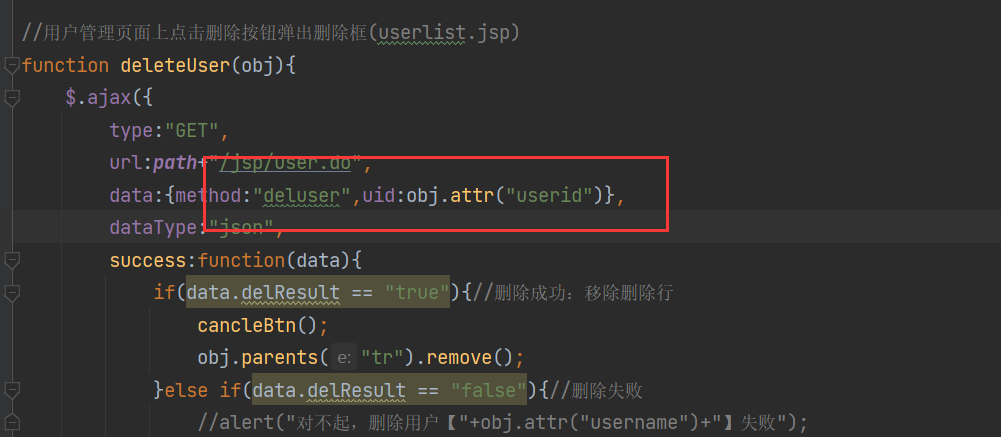 //用户管理页面上点击删除按钮弹出删除框(userlist.jsp)
function deleteUser(obj){
$.ajax({
type:"GET",
url:path+"/jsp/user.do",
data:{method:"deluser",uid:obj.attr("userid")},
dataType:"json",
success:function(data){
if(data.delResult == "true"){//删除成功：移除删除行
cancleBtn();
obj.parents( e: "tr").remove();
}else if(data.delResult == "false"){//删除失败
//alert("对不起，删除用户【"+obj.attr("username")+"】失败");